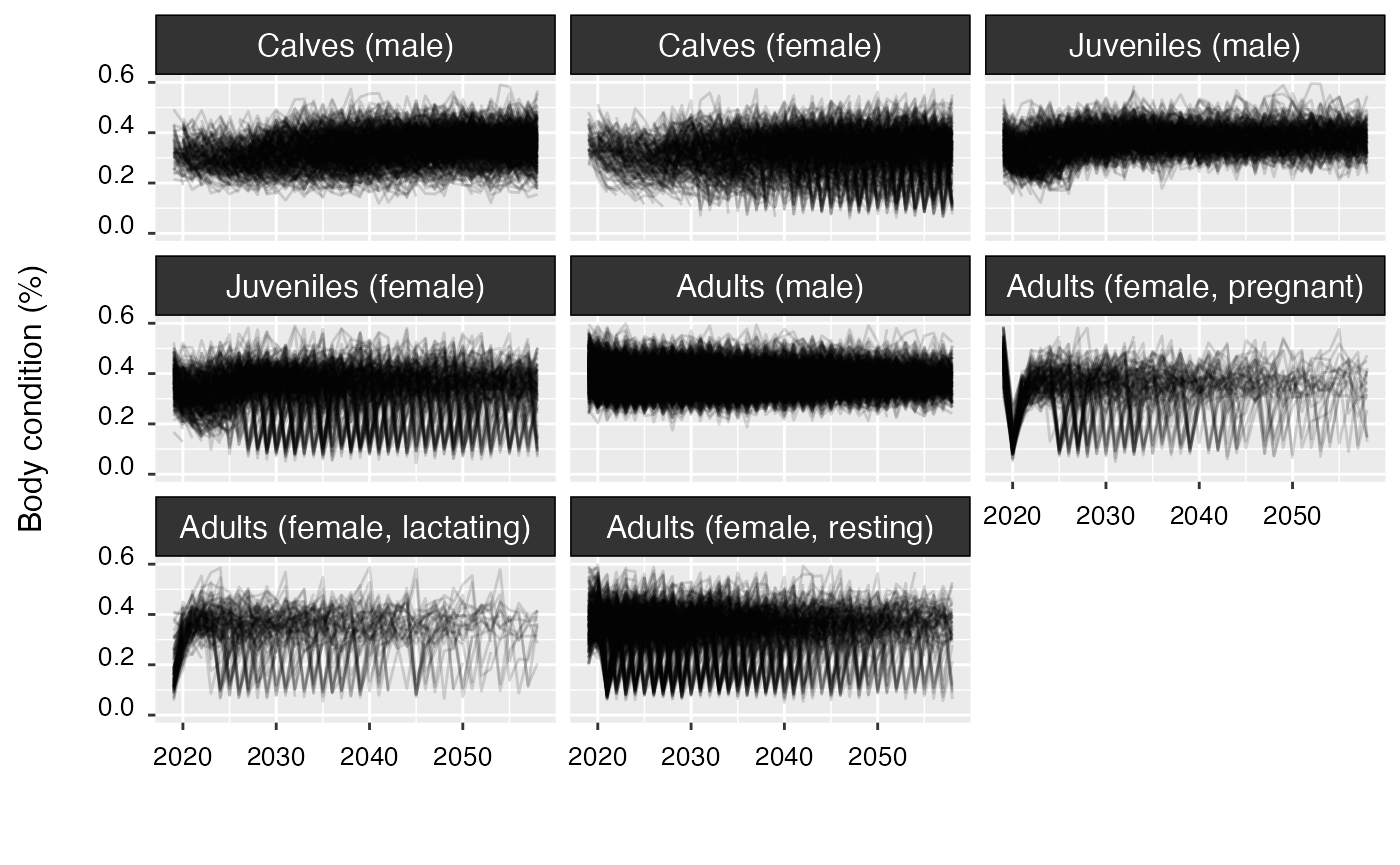 Calves (male) Calves (female) Juveniles (male)
0.6
0.4
0.2
0.0
Juveniles (female) Adults (male) Adults (female, pregnant)
0.6
0.4
0.2
0.0
2020 2030 2040 2050
Adults (female, lactating) Adults (female, resting)
0.6
0.4
0.2
0.0
2020 2030 2040 2050 2020 2030 2040 2050
Body condition (%)